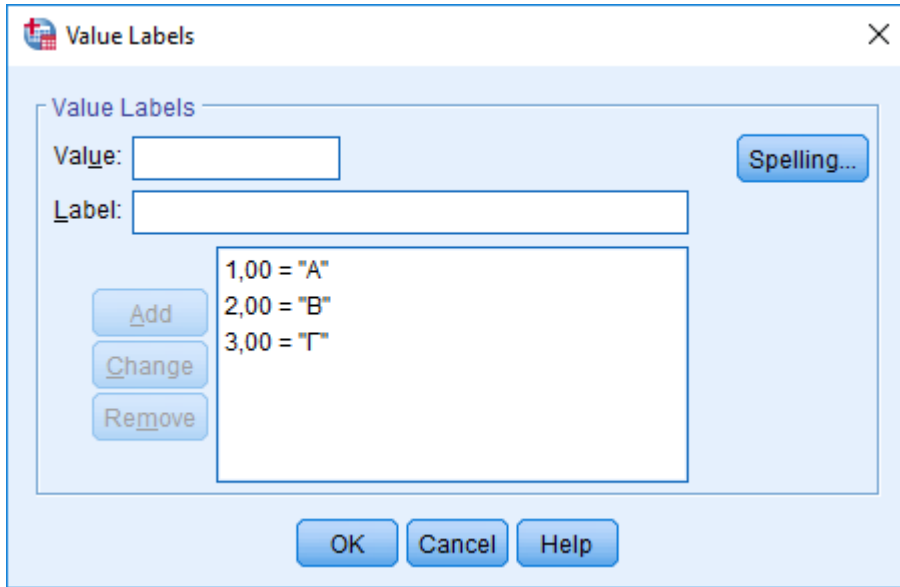 Value Labels
Value Labels
Value:
Spelling...
Label:
1,00 = "Α"
2,00 = "Β"
3,00 = "Γ"
Add
Change
Remove
OK Cancel Help